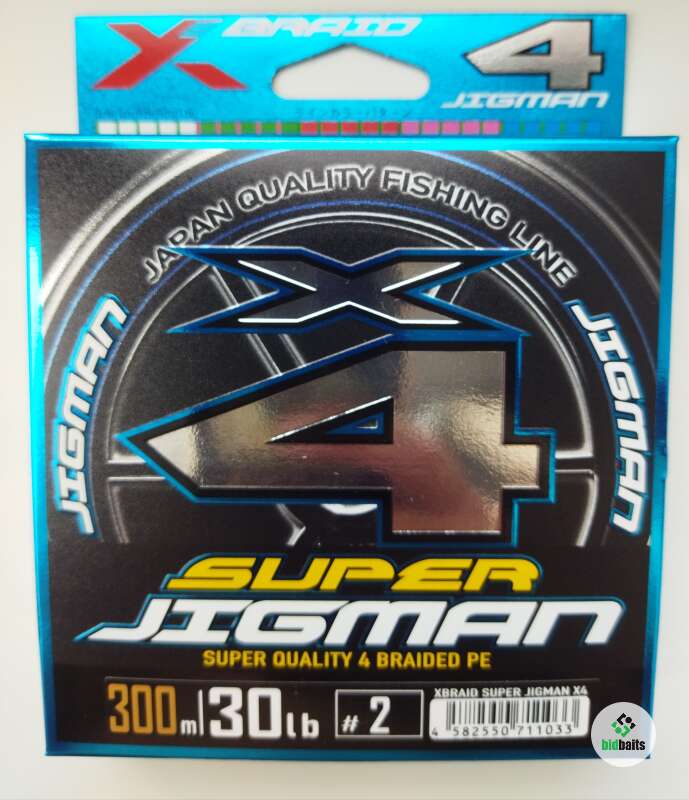 X BRAID
4
JIGMAN
JAPAN QUALITY FISHING LINE
JIGMAN
JIGMAN
X
4
SUPER
JIGMAN
SUPER QUALITY 4 BRAIDED PE
300m 30lb #2
XBRAID SUPER JIGMAN X4
4 582550 711033
bidbaits